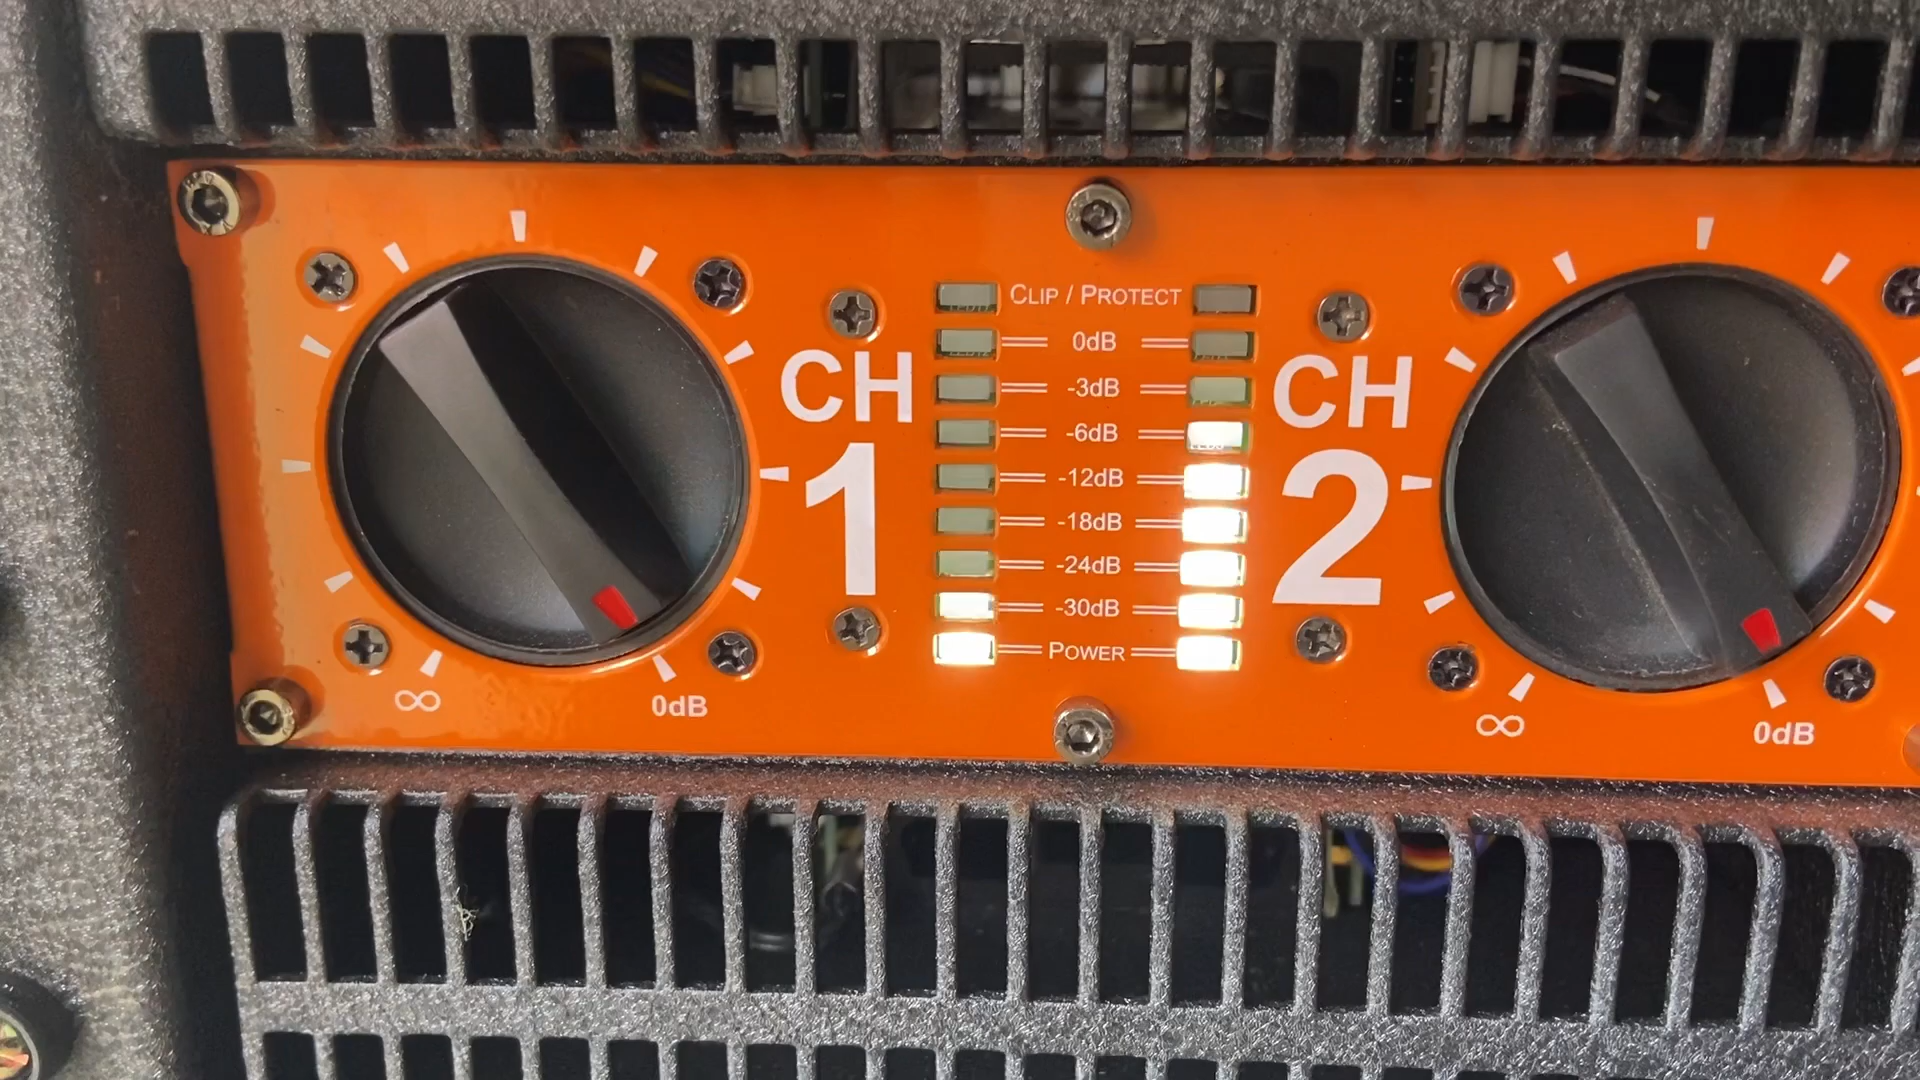 CLIP / PROTECT
0dB
-3dB
-6dB
-12dB
-18dB
-24dB
-30dB
POWER
CH
1
∞
0dB
CH
2
∞
0dB